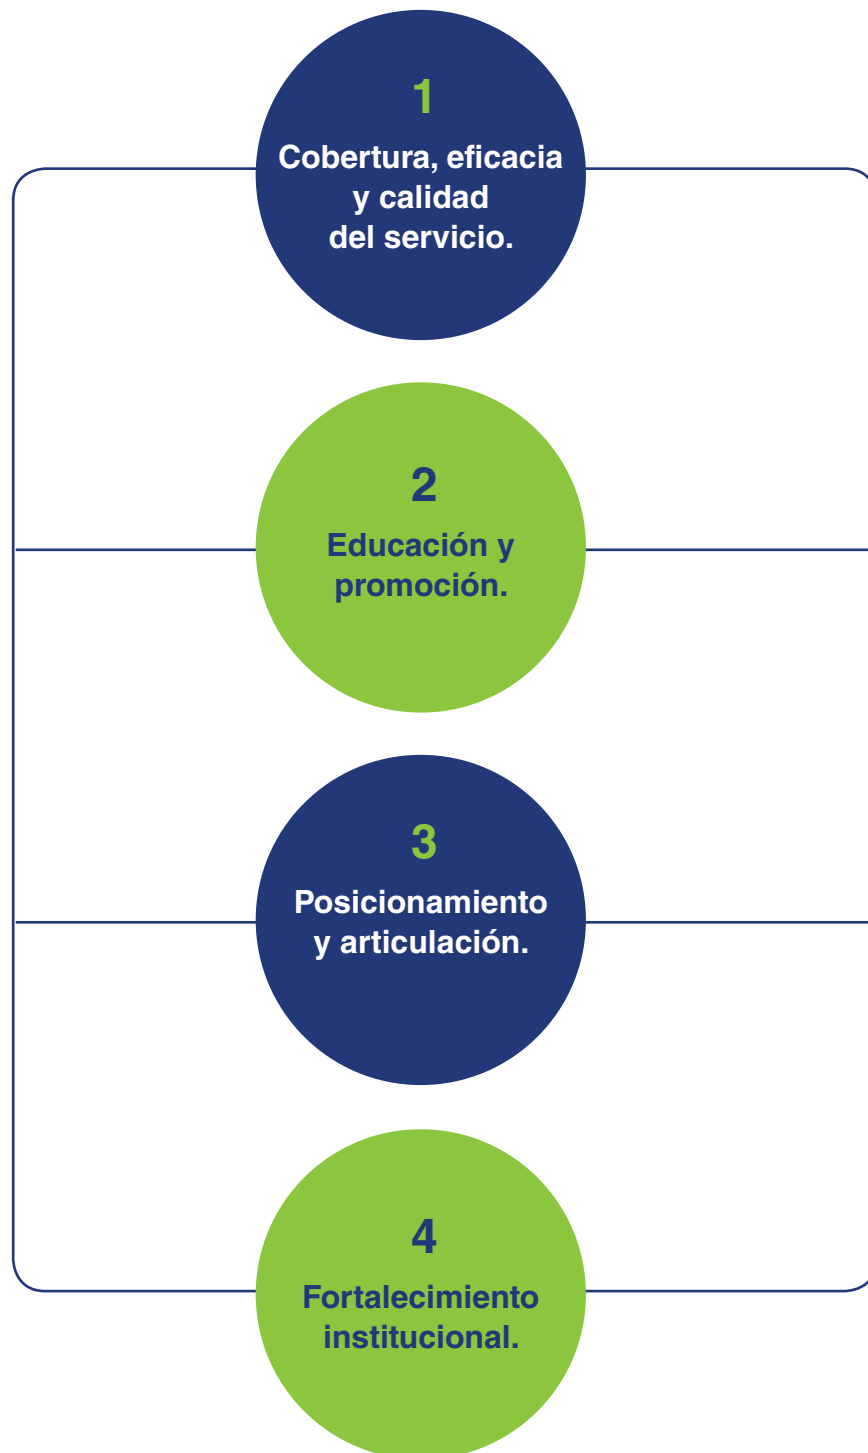 1
Cobertura, eficacia
y calidad
del servicio.
2
Educación y
promoción.
3
Posicionamiento
y articulación.
4
Fortalecimiento
institucional.